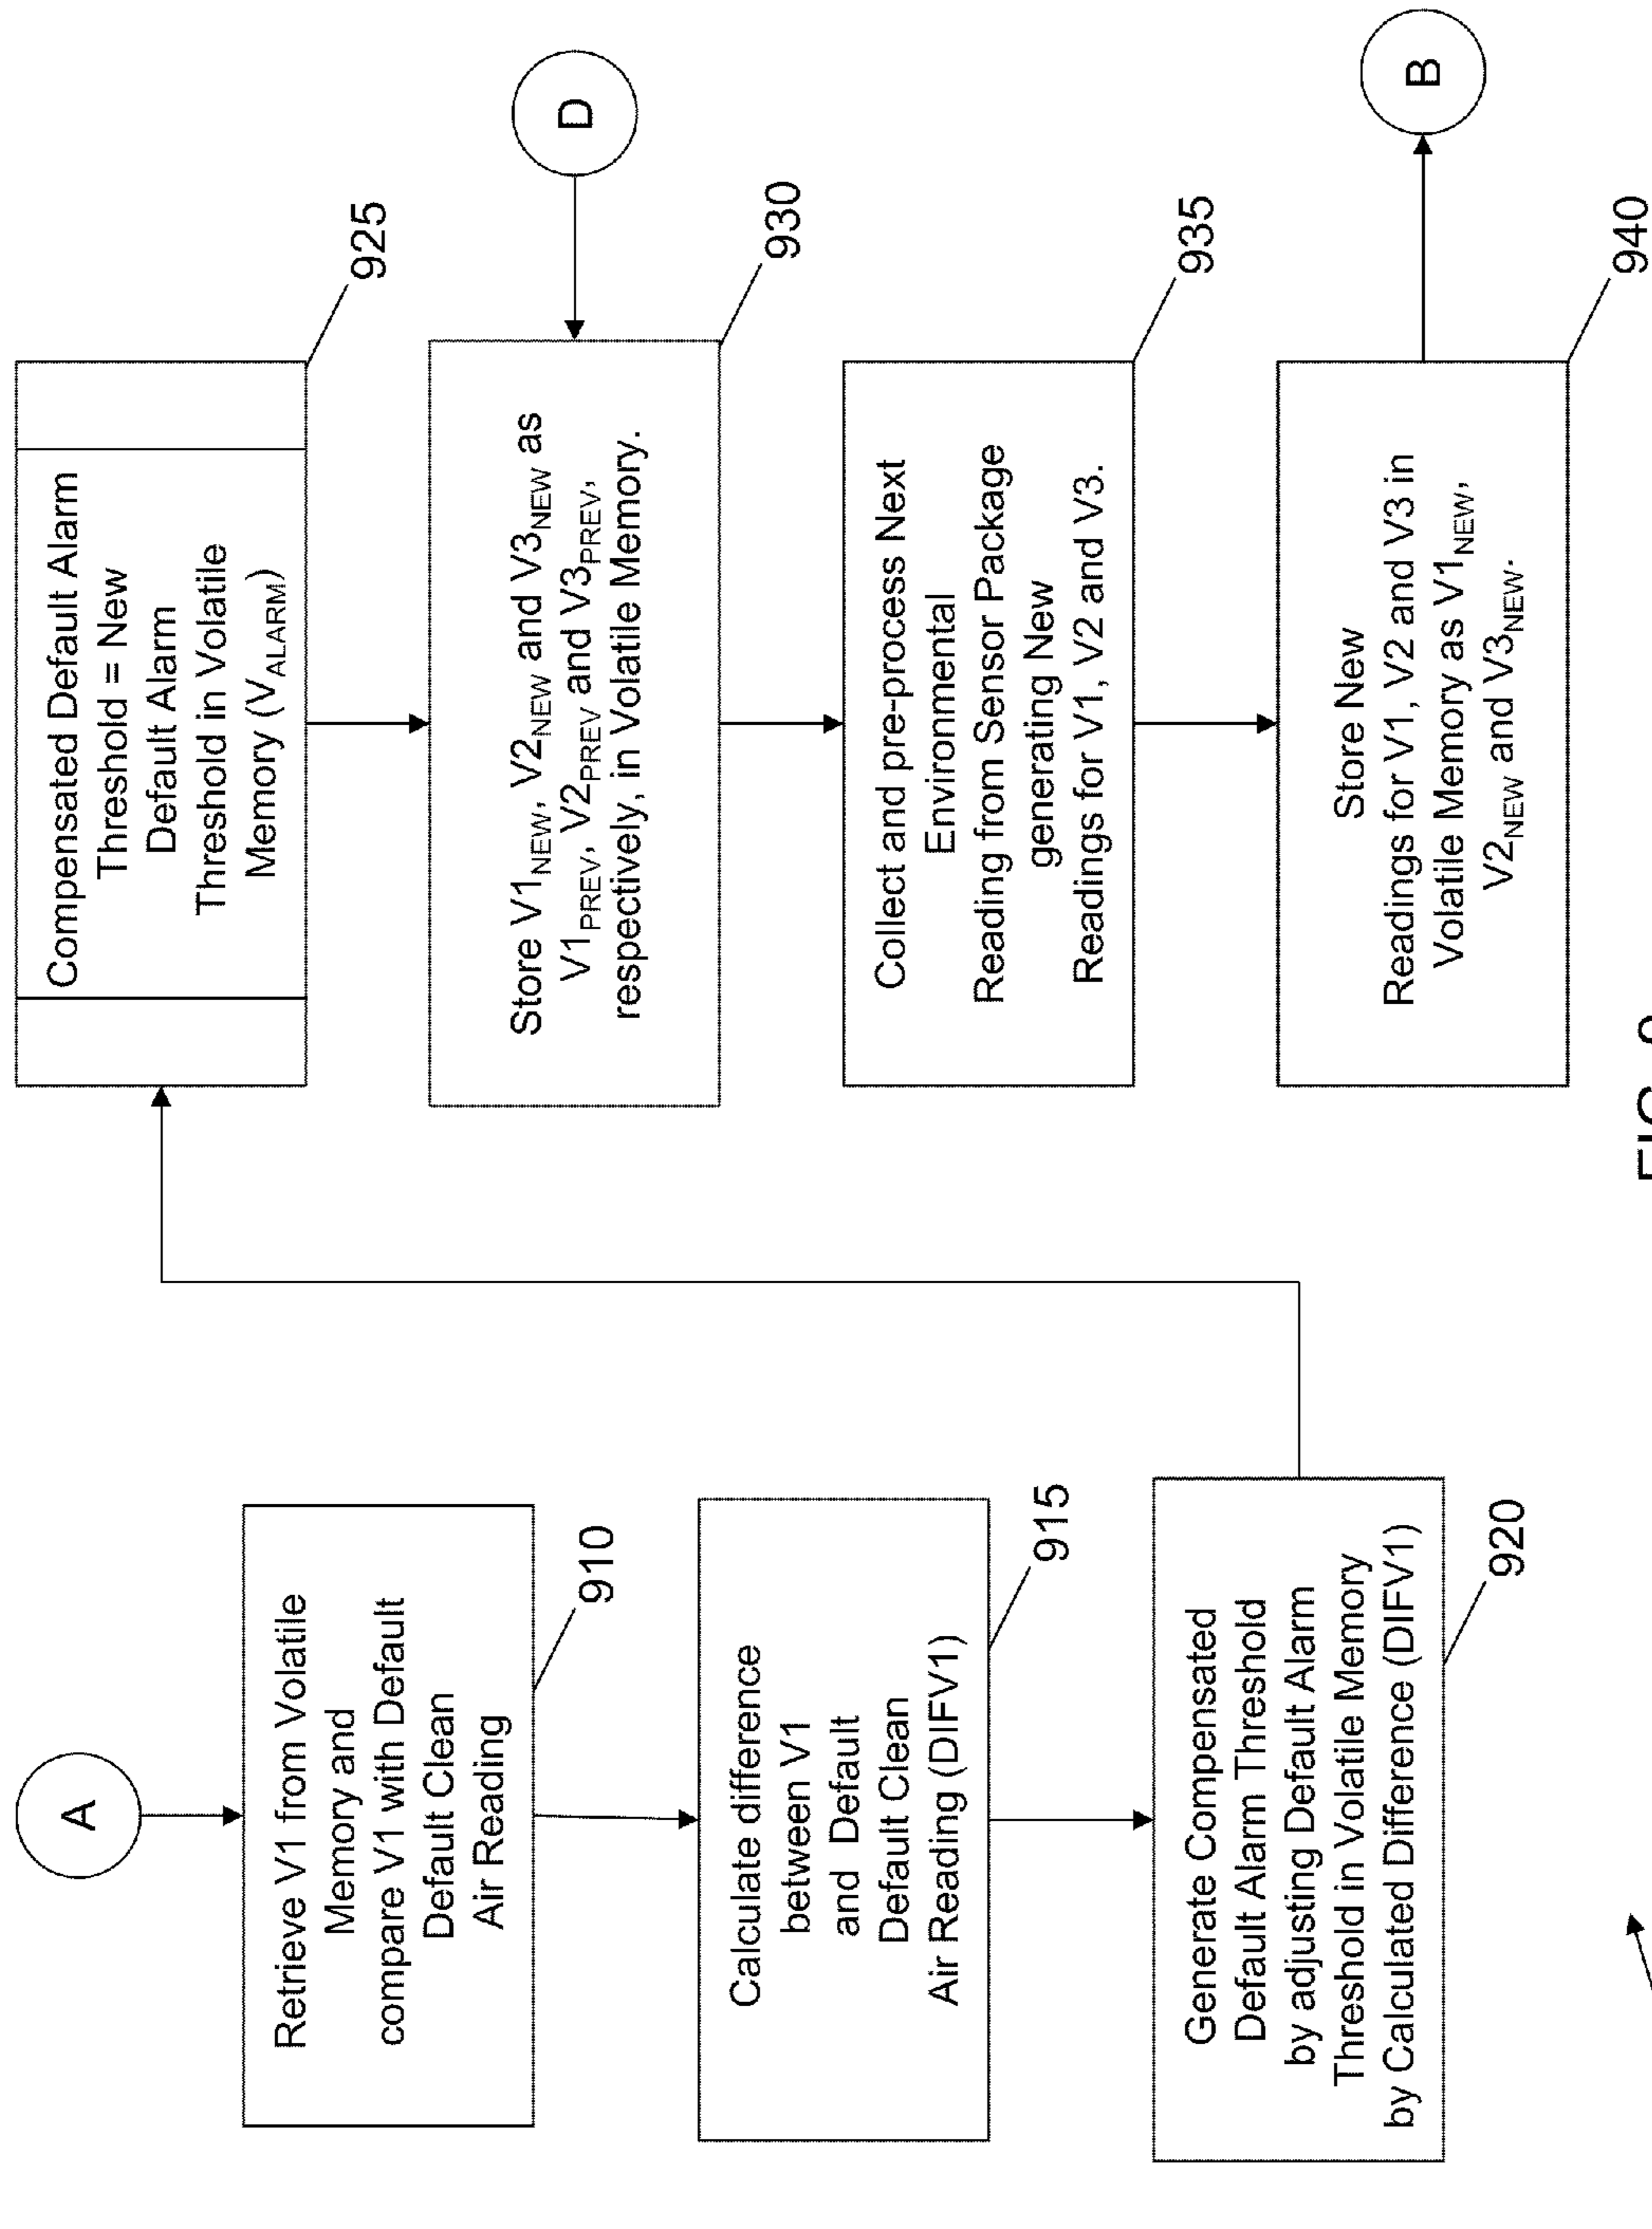 A
Retrieve V1 from Volatile
Memory and
compare V1 with Default
Default Clean
Air Reading
910
Calculate difference
between V1
and Default
Default Clean
Air Reading (DIFV1)
915
Generate Compensated
Default Alarm Threshold
by adjusting Default Alarm
Threshold in Volatile Memory
by Calculated Difference (DIFV1)
920
Compensated Default Alarm
Threshold = New
Default Alarm
Threshold in Volatile
Memory (VALARM)
925
D
Store V1NEW, V2NEW and V3NEW as
V1PREV, V2PREV and V3PREV,
respectively, in Volatile Memory.
930
Collect and pre-process Next
Environmental
Reading from Sensor Package
generating New
Readings for V1, V2 and V3.
935
Store New
Readings for V1, V2 and V3 in
Volatile Memory as V1NEW,
V2NEW and V3NEW.
940
B
FIG.